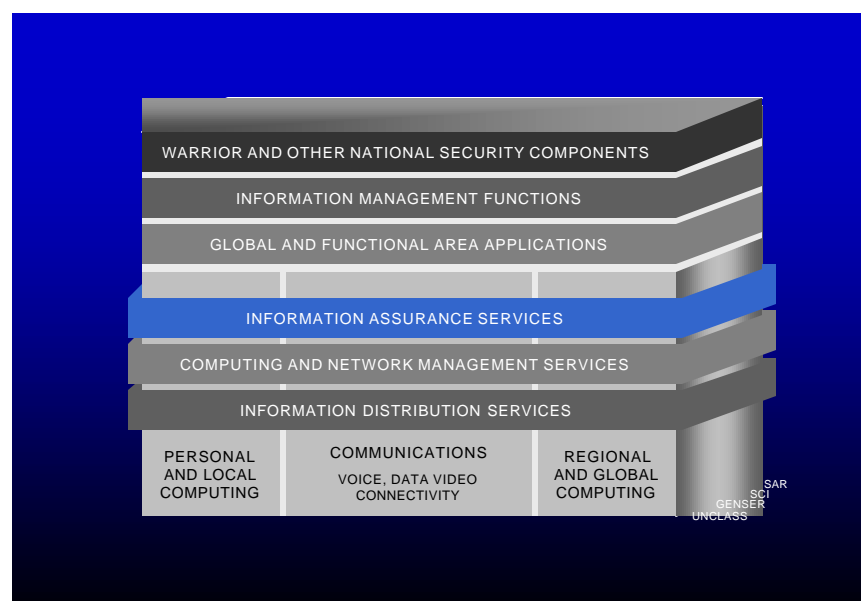 WARRIOR AND OTHER NATIONAL SECURITY COMPONENTS
INFORMATION MANAGEMENT FUNCTIONS
GLOBAL AND FUNCTIONAL AREA APPLICATIONS
INFORMATION ASSURANCE SERVICES
COMPUTING AND NETWORK MANAGEMENT SERVICES
INFORMATION DISTRIBUTION SERVICES
PERSONAL
AND LOCAL
COMPUTING
COMMUNICATIONS
VOICE, DATA VIDEO
CONNECTIVITY
REGIONAL
AND GLOBAL
COMPUTING
SAR
SCI
GENSER
UNCLASS